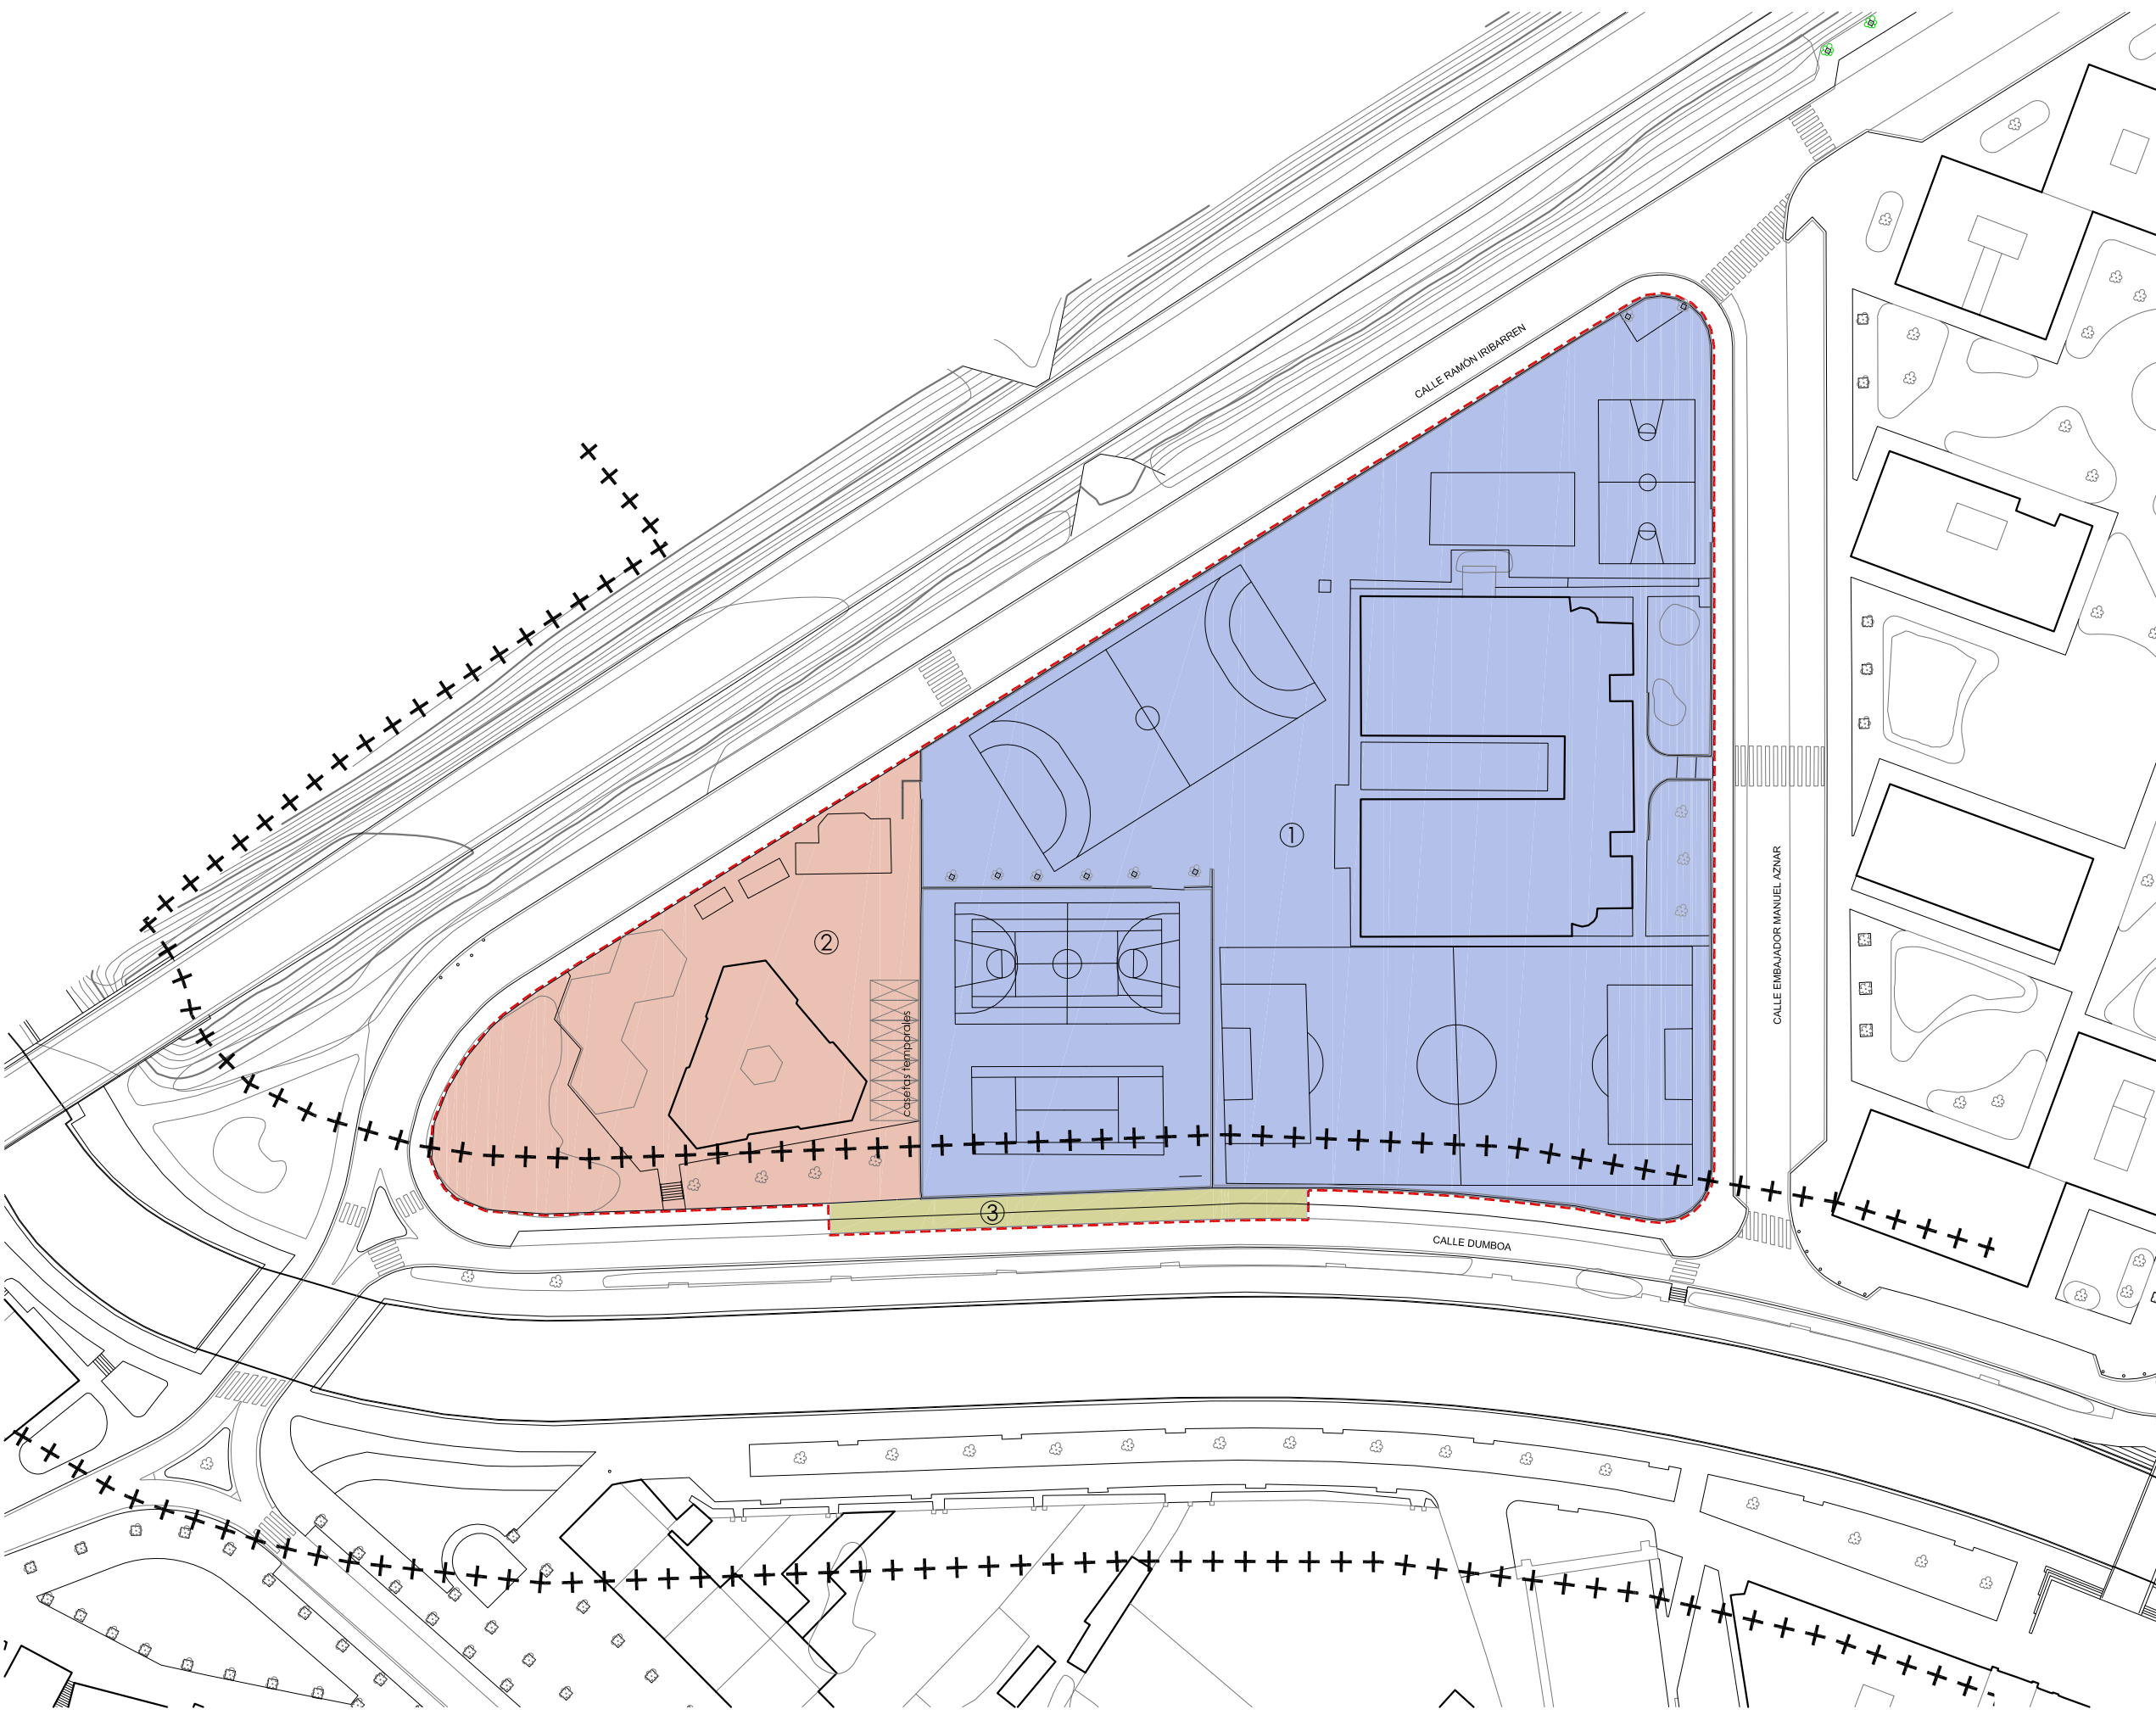 CALLE RAMÓN IRIBARREN
1
CALLE EMBAJADOR MANUEL AZNAR
2
casetas temporales
3
CALLE DUMBOA